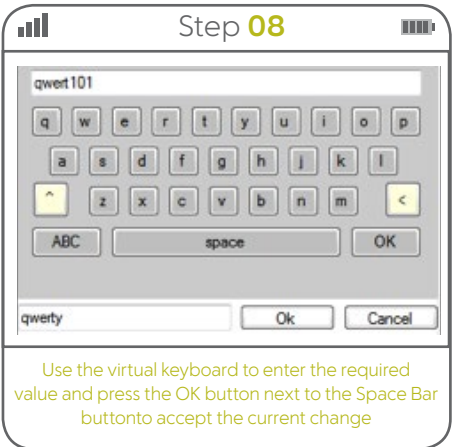 Step 08
qwert101
q w e r t y u i o p
a s d f g h j k l
^ z x c v b n m <
ABC space OK
qwerty Ok Cancel
Use the virtual keyboard to enter the required
value and press the OK button next to the Space Bar
buttonto accept the current change